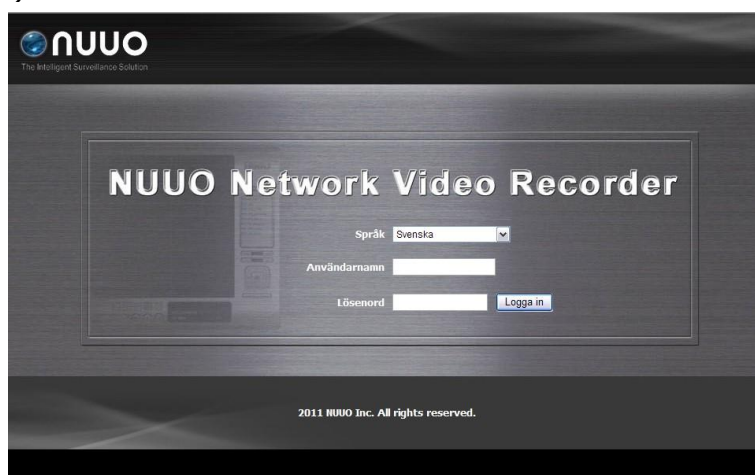 nuuo
The Intelligent Surveillance Solution
NUUO Network Video Recorder
Språk Svenska
Användarnamn
Lösenord Logga in
2011 NUUO Inc. All rights reserved.